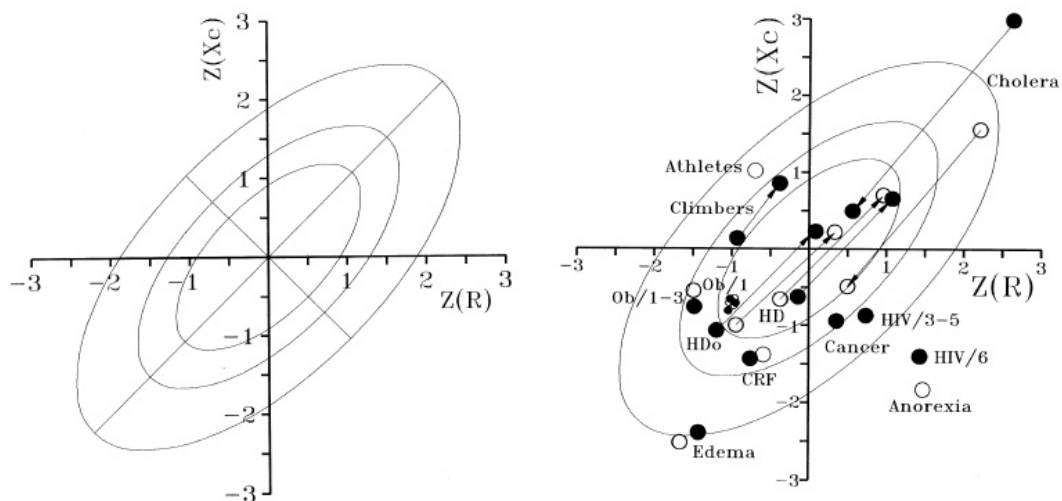 3
Z(Xc)
2
1
-3
-2
-1
1
2
3
Z(R)
-1
-2
-3
3
Z(Xc)
2
Cholera
Athletes
1
Climbers
-3
-2
-1
1
2
3
Z(R)
Ob/1-3
Ob/1
HD
HIV/3-5
HDo
-1
Cancer
CRF
HIV/6
Anorexia
-2
Edema
-3